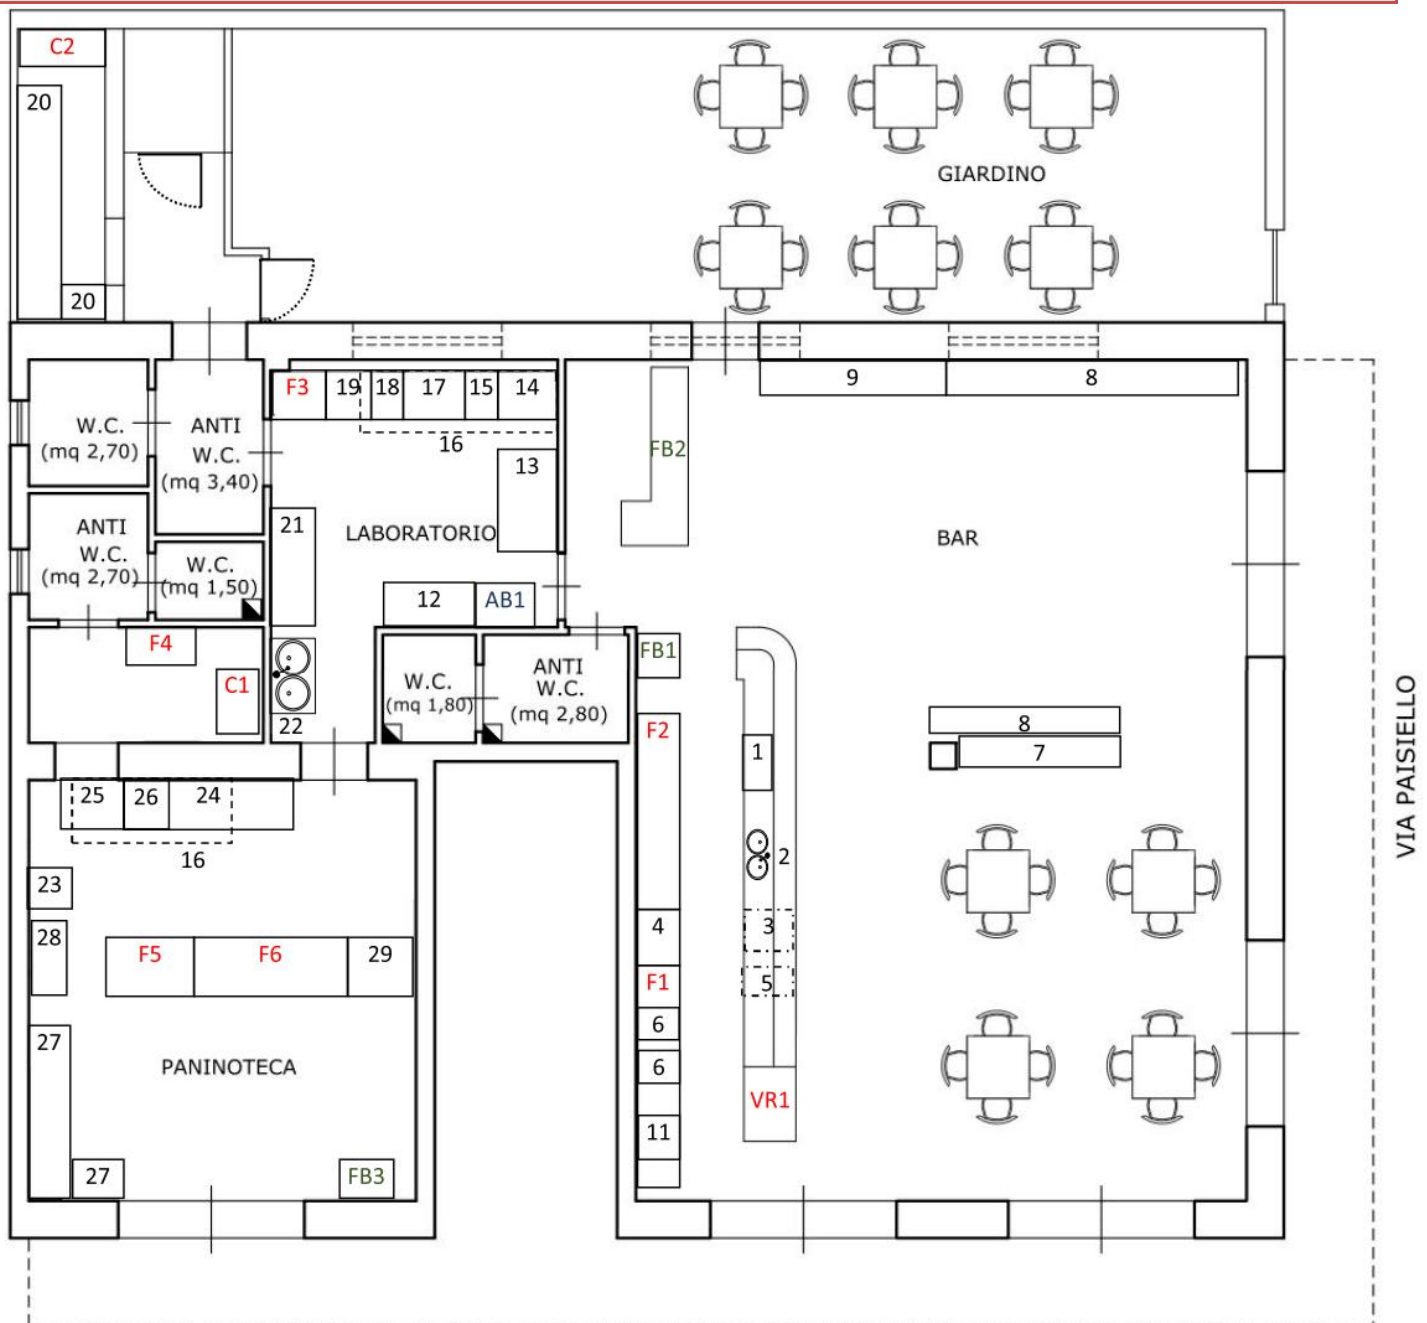 C2
20
20
GIARDINO
F3
19
18
17
15
14
16
9
8
W.C.
(mq 2,70)
ANTI
W.C.
(mq 3,40)
FB2
13
ANTI
W.C.
(mq 2,70)
W.C.
(mq 1,50)
21
LABORATORIO
BAR
12
AB1
F4
C1
22
W.C.
(mq 1,80)
ANTI
W.C.
(mq 2,80)
FB1
F2
1
8
7
VIA PAISIELLO
25
26
24
16
2
23
28
F5
F6
29
4
3
F1
5
6
27
PANINOTECA
6
VR1
11
27
FB3